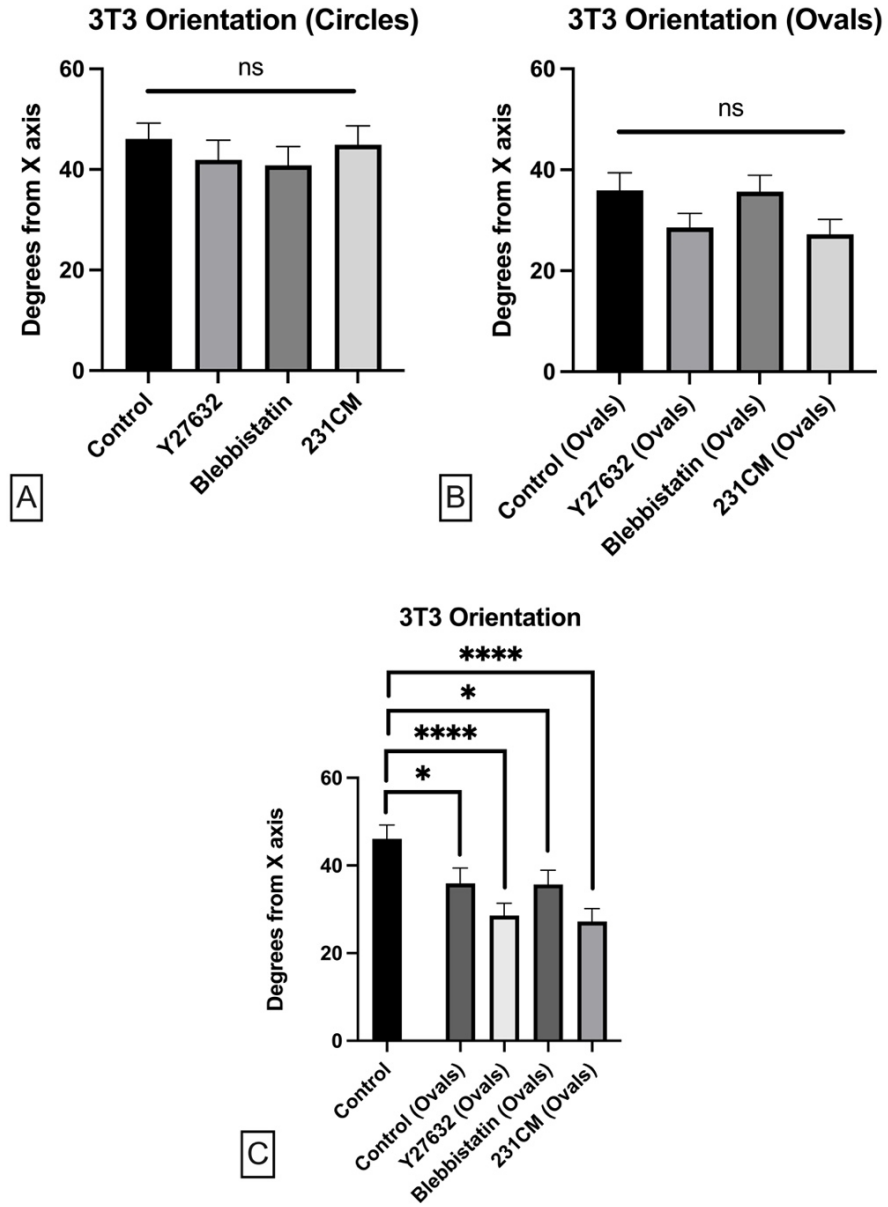 3T3 Orientation (Circles)
ns
Degrees from X axis
60
40
20
0
Control
Y27632
Blebbistatin
231CM
A
3T3 Orientation (Ovals)
ns
Degrees from X axis
60
40
20
0
Control (Ovals)
Y27632 (Ovals)
Blebbistatin (Ovals)
231CM (Ovals)
B
3T3 Orientation
****
*
****
*
Degrees from X axis
60
40
20
0
Control
Control (Ovals)
Y27632 (Ovals)
Blebbistatin (Ovals)
231CM (Ovals)
C